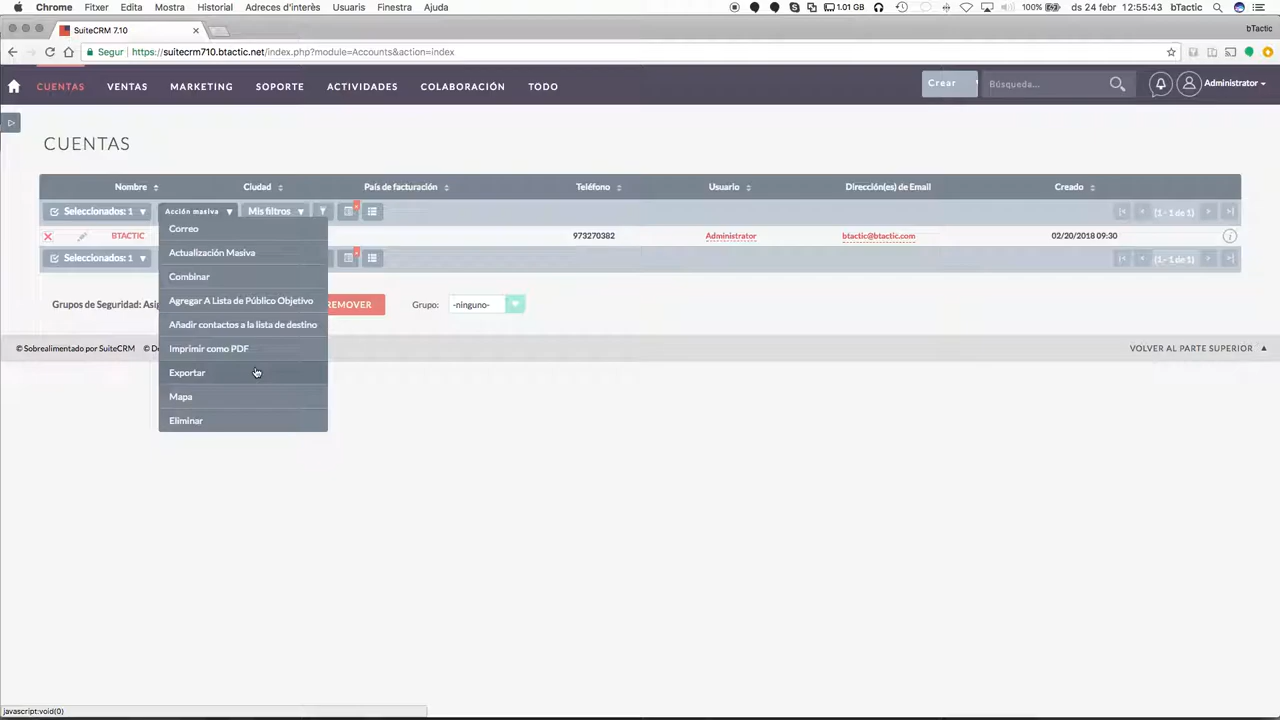 Chrome Fitxer Edita Mostra Historial Adreces d'interès Usuaris Finestra Ajuda 1.01 GB 100% ds 24 febr 12:55:43 bTactic
SuiteCRM 7.10 bTactic
Segur https://suitecrm710.btactic.net/index.php?module=Accounts&action=index
CUENTAS VENTAS MARKETING SOPORTE ACTIVIDADES COLABORACIÓN TODO Crear Búsqueda... Administrator
CUENTAS
Nombre Ciudad País de facturación Teléfono Usuario Dirección(es) de Email Creado
Seleccionados: 1 Acción masiva Mis filtros [1 - 1 de 1]
BTACTIC 973270382 Administrator btactic@btactic.com 02/20/2018 09:30
Seleccionados: 1 [1 - 1 de 1]
Correo
Actualización Masiva
Combinar
Agregar A Lista de Público Objetivo
Añadir contactos a la lista de destino
Imprimir como PDF
Exportar
Mapa
Eliminar
Grupos de Seguridad: Asig REMOVER Grupo: -ninguno-
© Sobrealimentado por SuiteCRM © De VOLVER AL PARTE SUPERIOR
javascript:void(0)